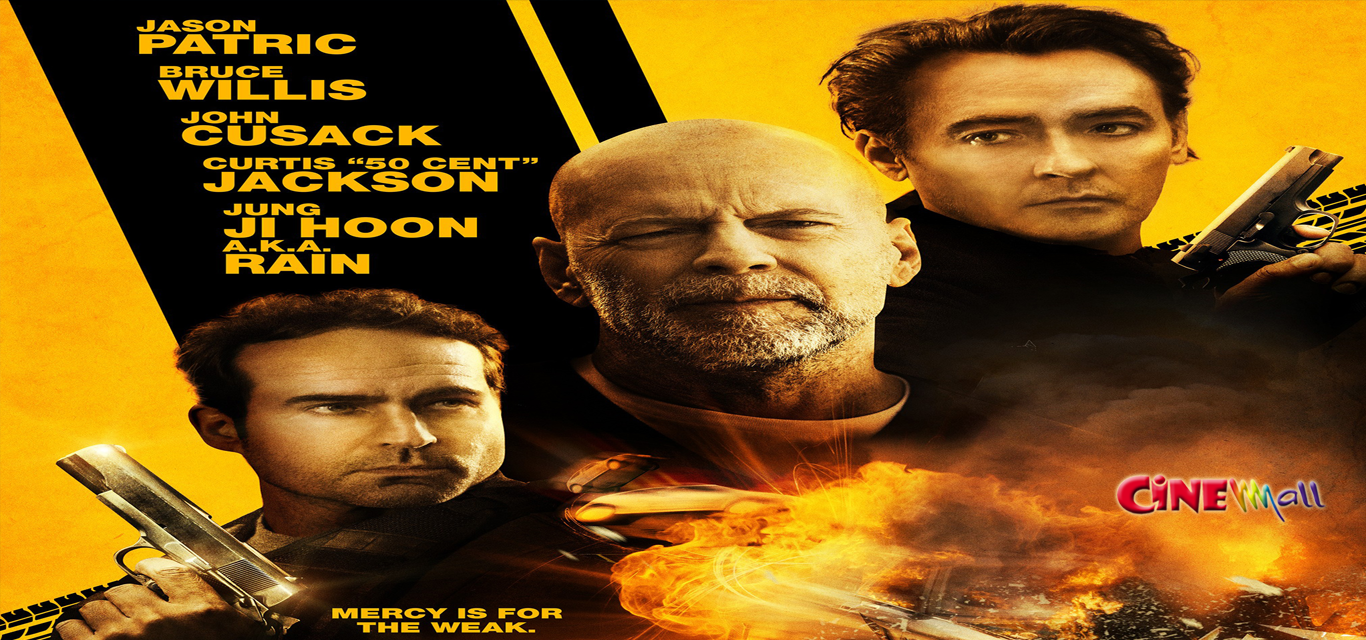 JASON
PATRIC
BRUCE
WILLIS
JOHN
CUSACK
CURTIS “50 CENT”
JACKSON
JUNG
JI HOON
A.K.A.
RAIN
MERCY IS FOR
THE WEAK.
CiNEMall